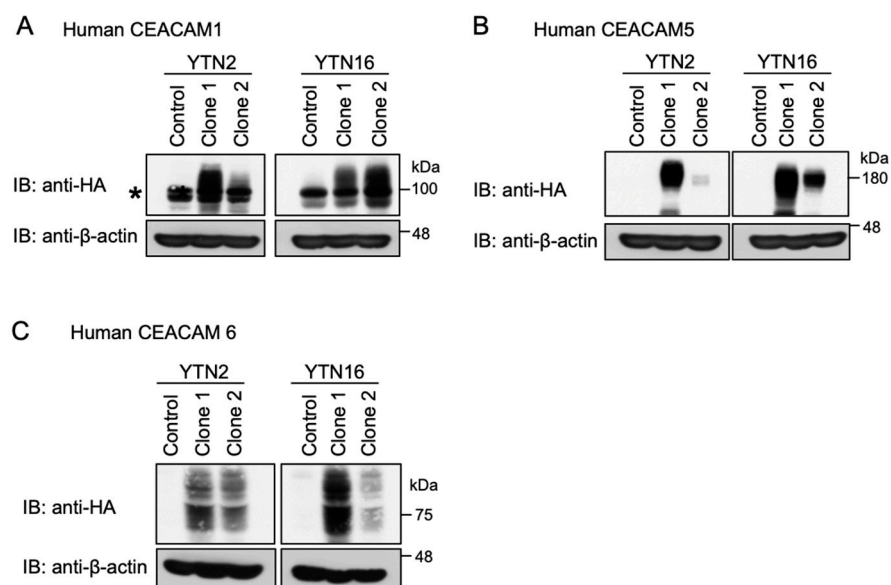 A Human CEACAM1
YTN2 YTN16
Control Clone 1 Clone 2 Control Clone 1 Clone 2
kDa
IB: anti-HA * 100
IB: anti-β-actin 48
B Human CEACAM5
YTN2 YTN16
Control Clone 1 Clone 2 Control Clone 1 Clone 2
kDa
IB: anti-HA 180
48
IB: anti-β-actin
C Human CEACAM 6
YTN2 YTN16
Control Clone 1 Clone 2 Control Clone 1 Clone 2
kDa
IB: anti-HA 75
48
IB: anti-β-actin